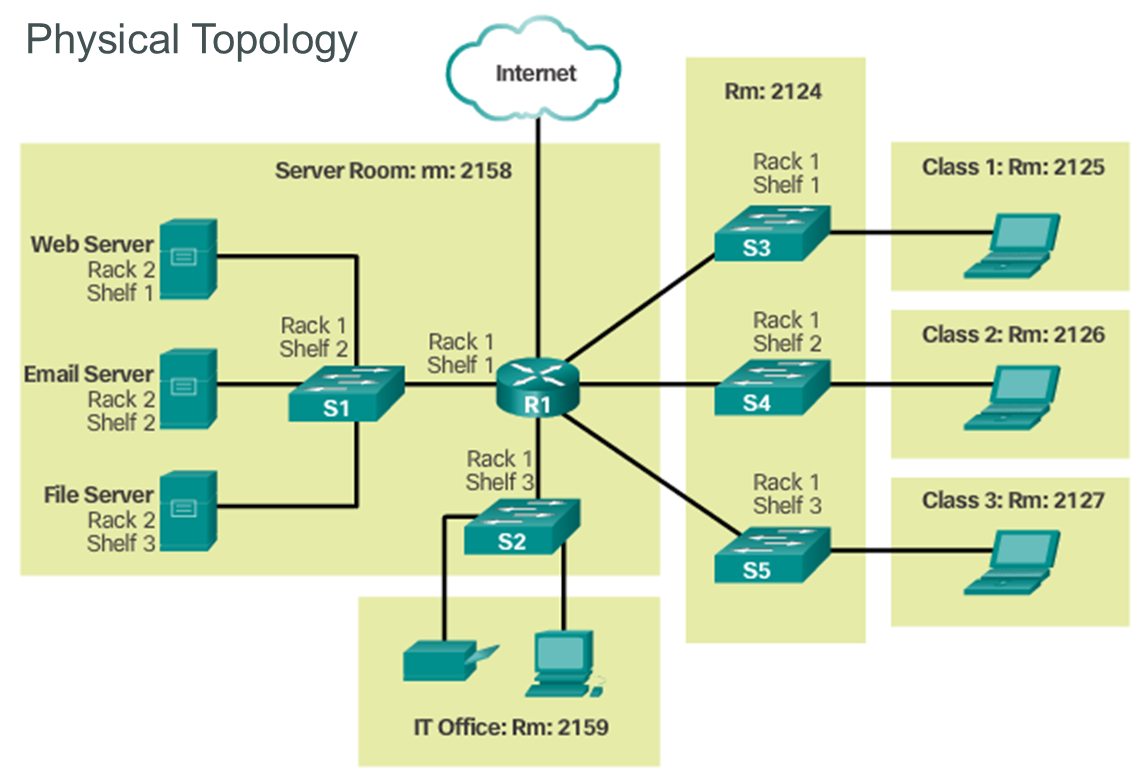 Physical Topology
Internet
Server Room: rm: 2158
Web Server
Rack 2
Shelf 1
Email Server
Rack 2
Shelf 2
File Server
Rack 2
Shelf 3
Rack 1
Shelf 2
S1
Rack 1
Shelf 1
R1
Rack 1
Shelf 3
S2
IT Office: Rm: 2159
Rm: 2124
Rack 1
Shelf 1
S3
Rack 1
Shelf 2
S4
Rack 1
Shelf 3
S5
Class 1: Rm: 2125
Class 2: Rm: 2126
Class 3: Rm: 2127